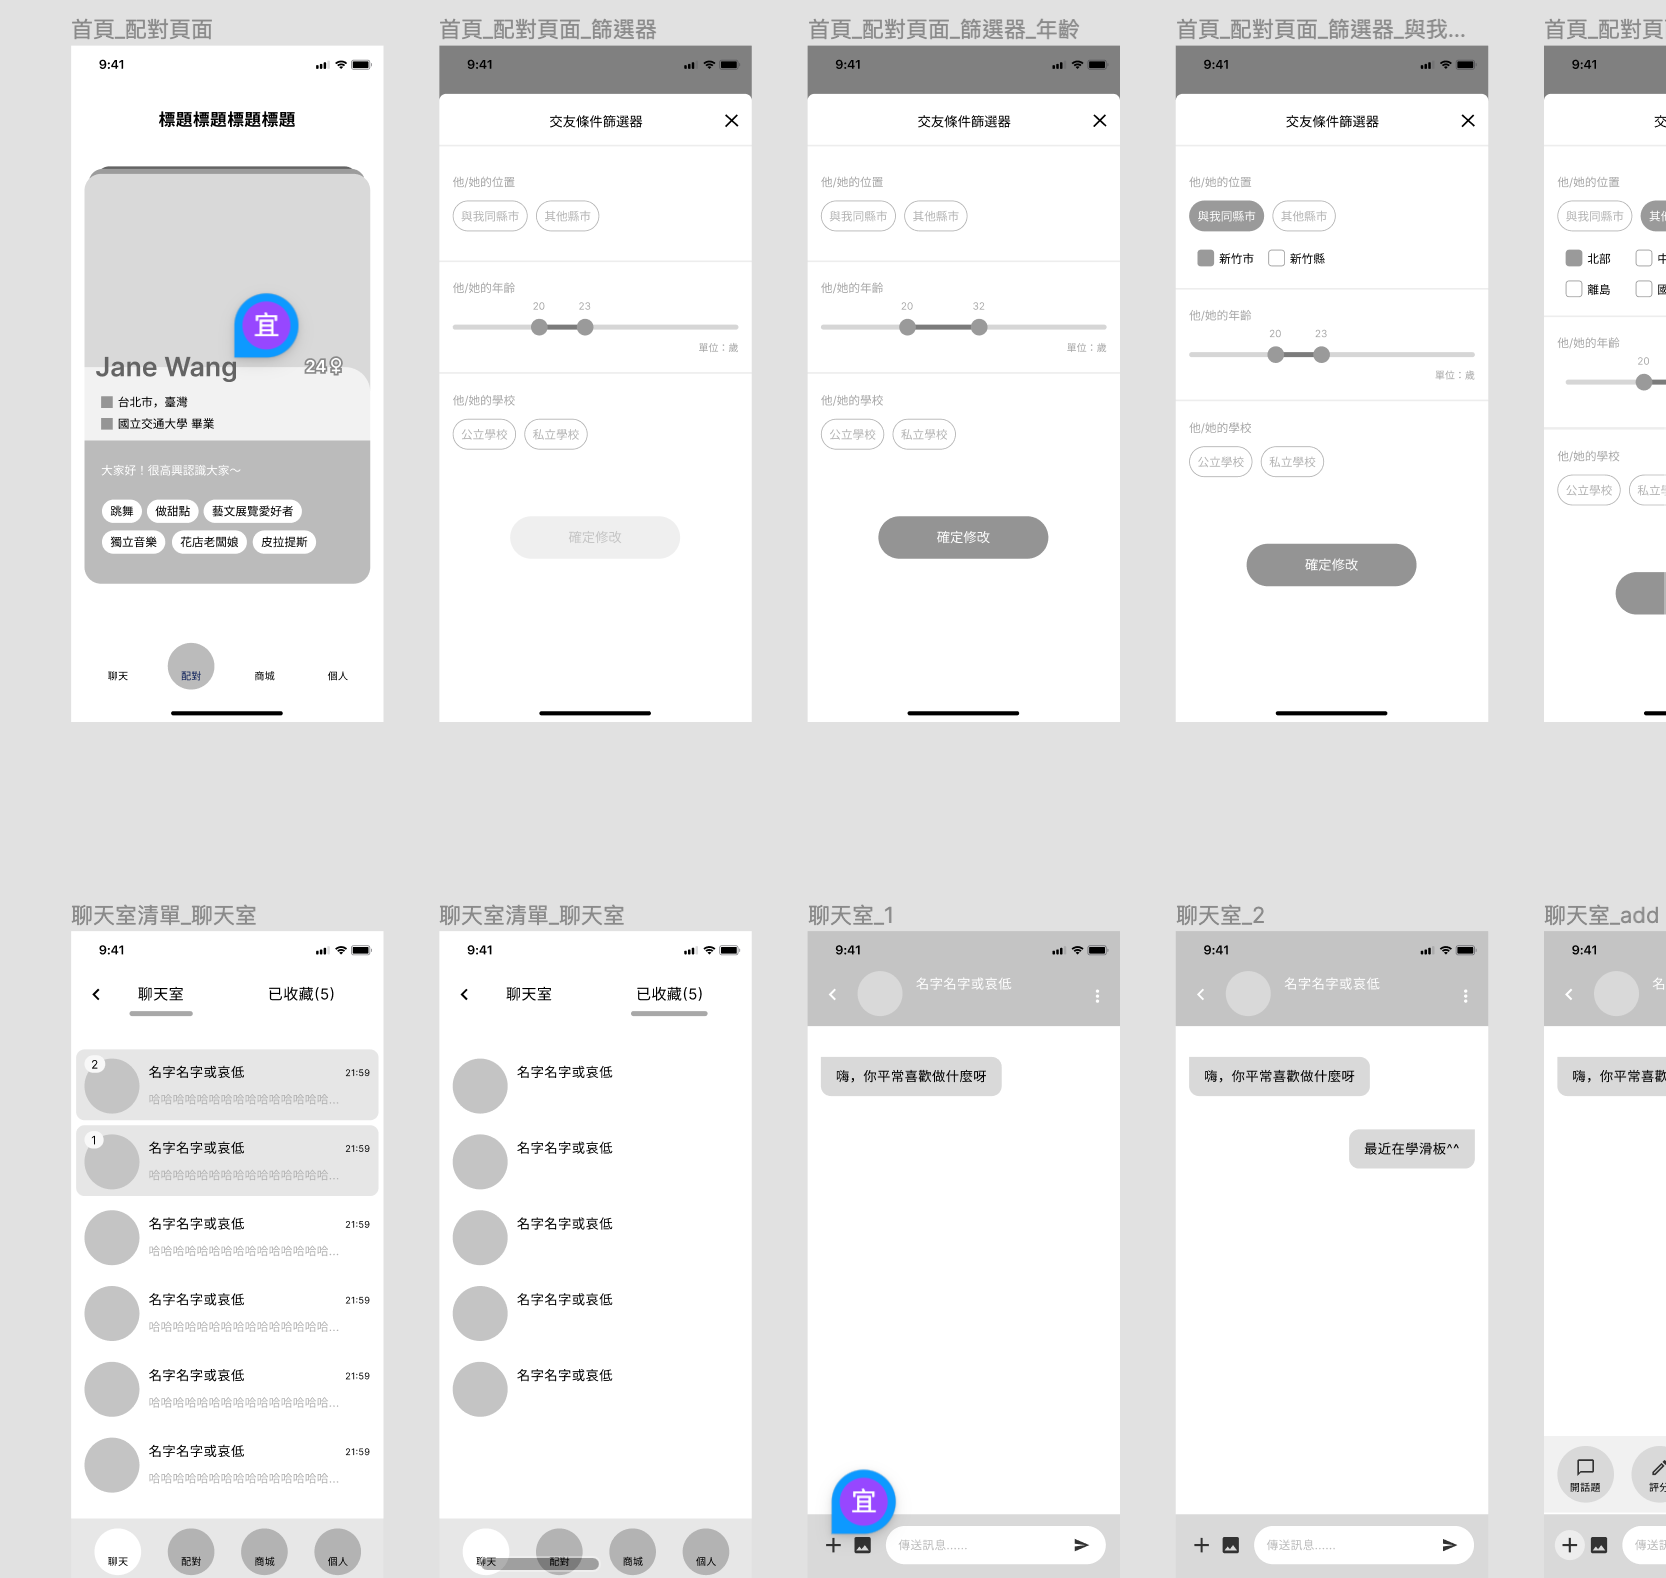 首頁_配對頁面
9:41
標題標題標題標題
宜
Jane Wang
24
台北市，臺灣
國立交通大學 畢業
大家好！很高興認識大家～
跳舞 做甜點 藝文展覽愛好者
獨立音樂 花店老闆娘 皮拉提斯
聊天 配對 商城 個人
首頁_配對頁面_篩選器
9:41
交友條件篩選器
他/她的位置
與我同縣市 其他縣市
他/她的年齡
20 23
單位：歲
他/她的學校
公立學校 私立學校
確定修改
首頁_配對頁面_篩選器_年齡
9:41
交友條件篩選器
他/她的位置
與我同縣市 其他縣市
他/她的年齡
20 32
單位：歲
他/她的學校
公立學校 私立學校
確定修改
首頁_配對頁面_篩選器_與我...
9:41
交友條件篩選器
他/她的位置
與我同縣市 其他縣市
新竹市 新竹縣
他/她的年齡
20 23
單位：歲
他/她的學校
公立學校 私立學校
確定修改
首頁_配對頁
9:41
交
他/她的位置
與我同縣市 其
北部 中
離島
他/她的年齡
20
他/她的學校
公立學校 私立
聊天室清單_聊天室
9:41
聊天室 已收藏(5)
2
名字名字或哀低 21:59
哈哈哈哈哈哈哈哈哈哈哈哈哈哈哈...
1
名字名字或哀低 21:59
哈哈哈哈哈哈哈哈哈哈哈哈哈哈哈...
名字名字或哀低 21:59
哈哈哈哈哈哈哈哈哈哈哈哈哈哈哈...
名字名字或哀低 21:59
哈哈哈哈哈哈哈哈哈哈哈哈哈哈哈...
名字名字或哀低 21:59
哈哈哈哈哈哈哈哈哈哈哈哈哈哈哈...
名字名字或哀低 21:59
哈哈哈哈哈哈哈哈哈哈哈哈哈哈哈...
聊天 配對 商城 個人
聊天室清單_聊天室
9:41
聊天室 已收藏(5)
名字名字或哀低
名字名字或哀低
名字名字或哀低
名字名字或哀低
名字名字或哀低
聊天 配對 商城 個人
聊天室_1
9:41
名字名字或哀低
嗨，你平常喜歡做什麼呀
宜
傳送訊息......
聊天室_2
9:41
名字名字或哀低
嗨，你平常喜歡做什麼呀
最近在學滑板^^
傳送訊息......
聊天室_add
9:41
名
嗨，你平常喜歡
開話題 評分
傳送訊